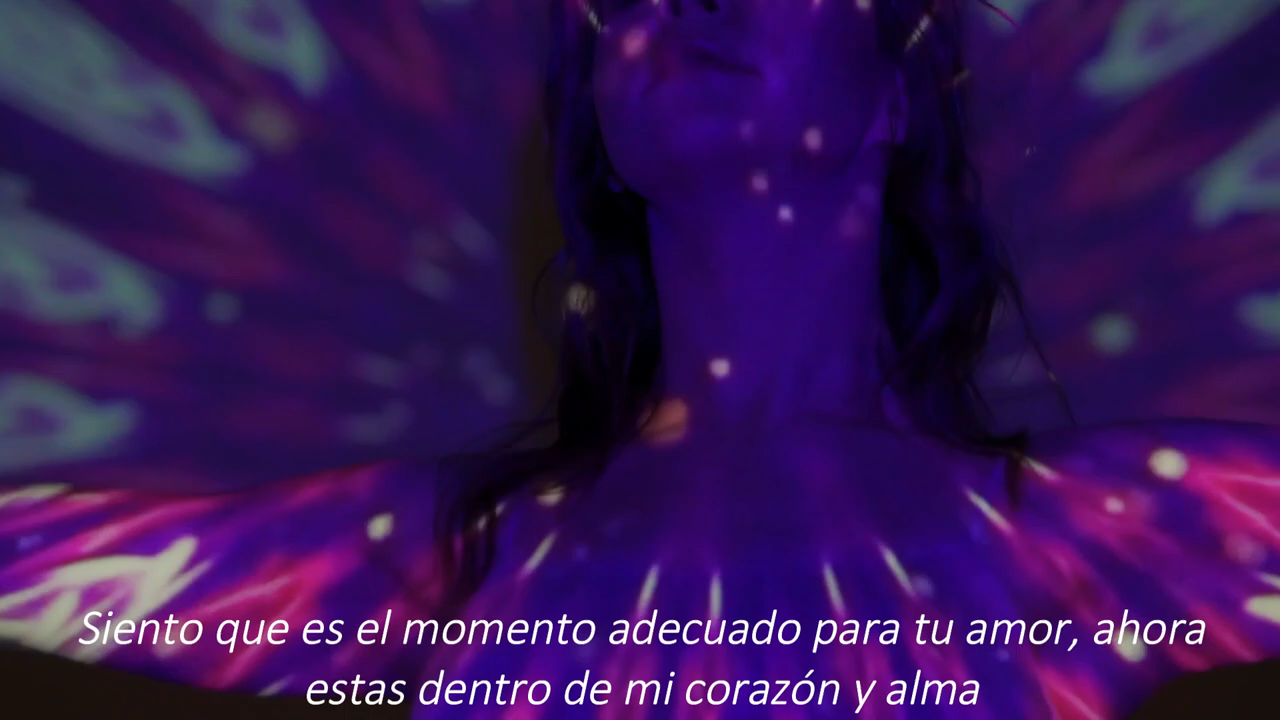 Siento que es el momento adecuado para tu amor, ahora
estas dentro de mi corazón y alma